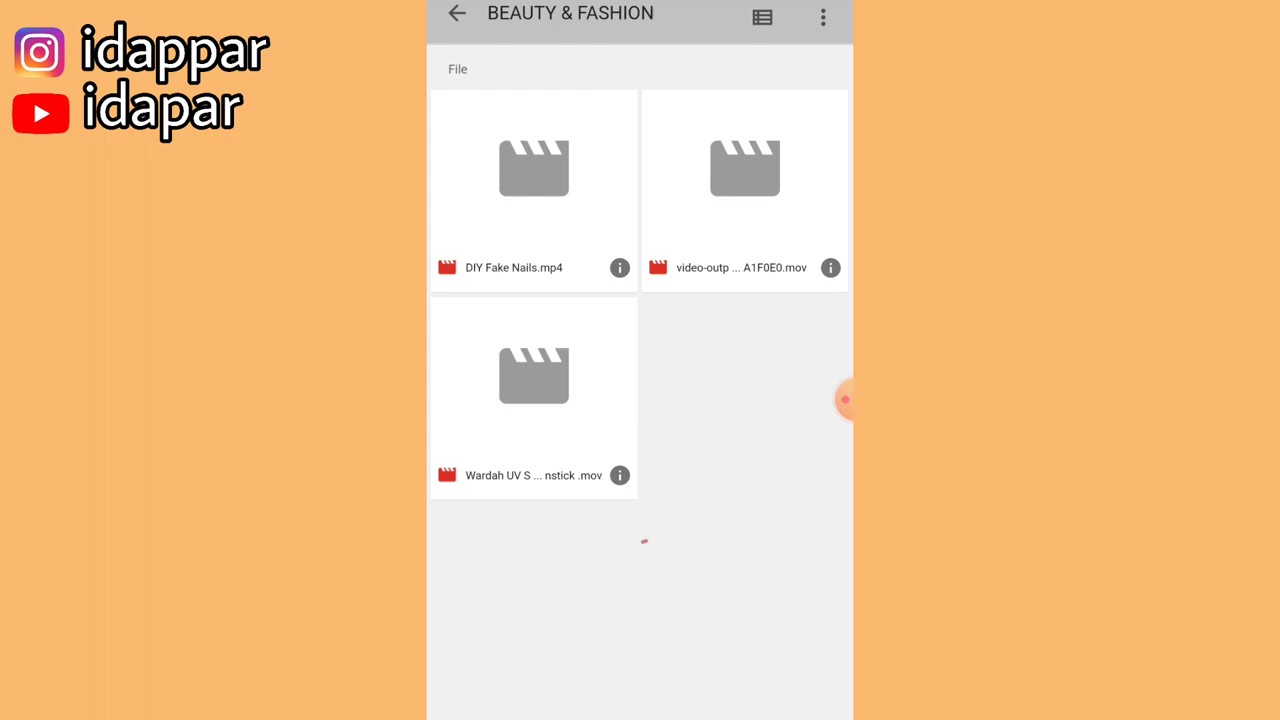 idappar
idapar
BEAUTY & FASHION
File
DIY Fake Nails.mp4
video-outp ... A1F0E0.mov
Wardah UV S ... nstick .mov